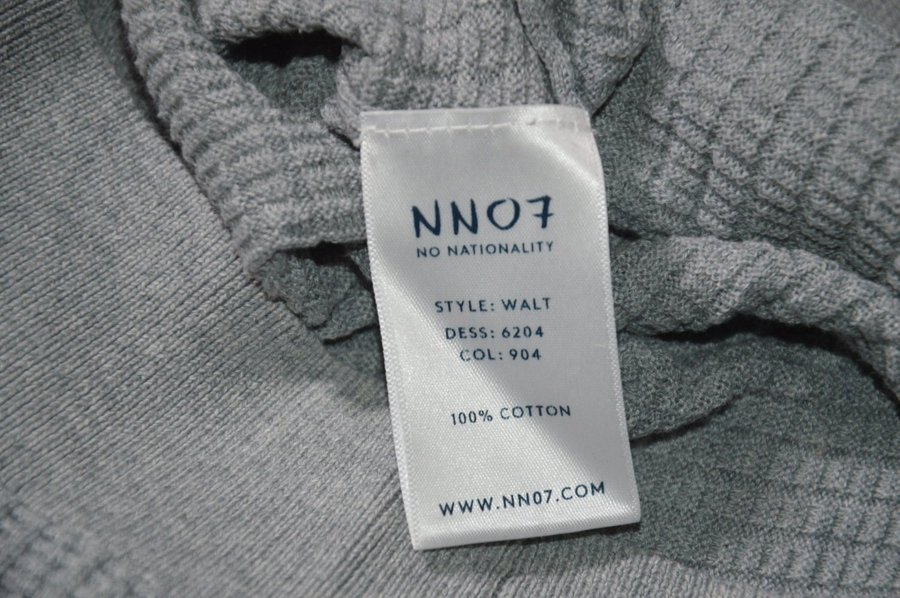 NN07
NO NATIONALITY
STYLE: WALT
DESS: 6204
COL: 904
100% COTTON
WWW.NN07.COM